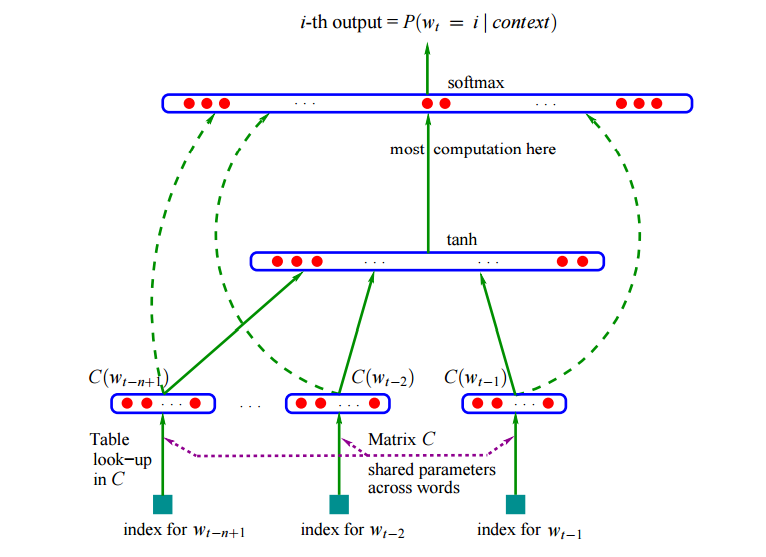 i-th output = P(w_t = i | context)
softmax
. . .
. . .
most computation here
tanh
. . .
. . .
C(w_{t−n+1})
C(w_{t−2})
C(w_{t−1})
. . .
. . .
. . .
. . .
Table
look−up
in C
Matrix C
shared parameters
across words
index for w_{t−n+1}
index for w_{t−2}
index for w_{t−1}